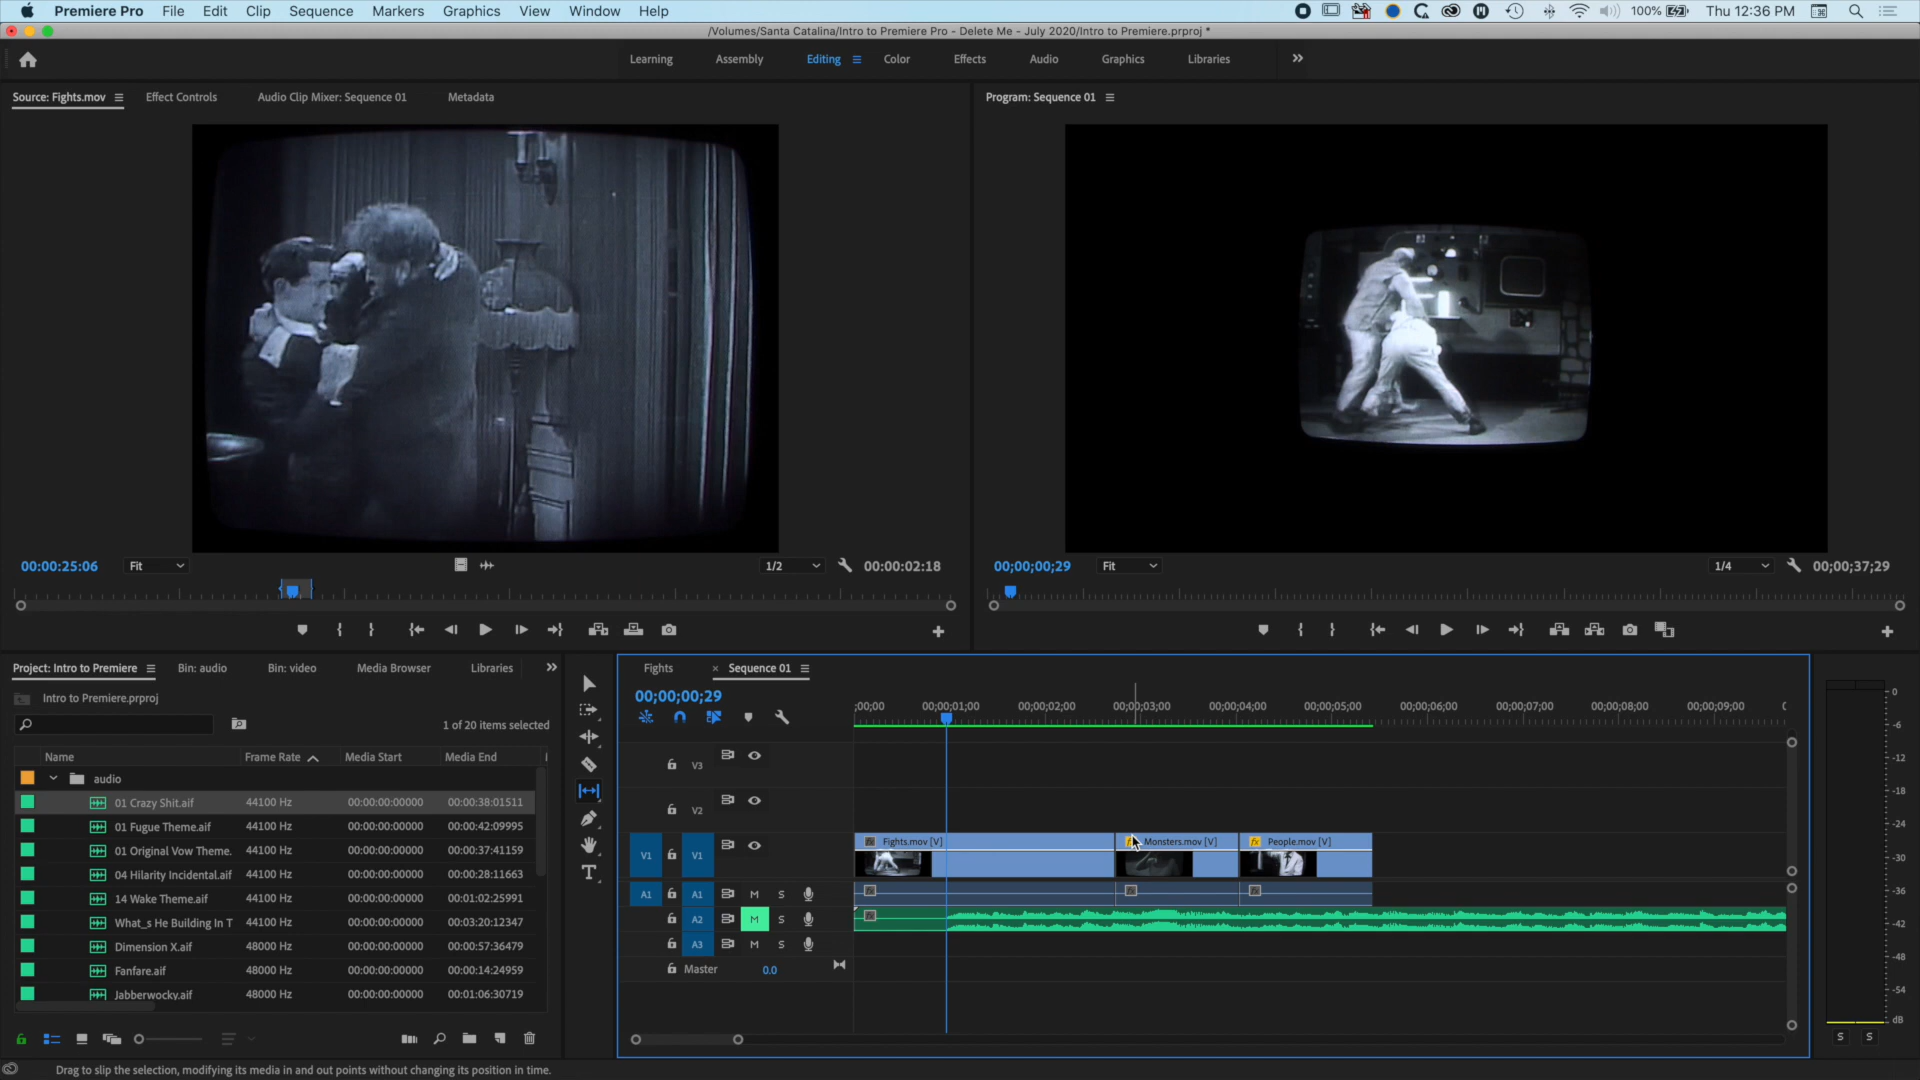 Premiere Pro File Edit Clip Sequence Markers Graphics View Window Help 100% Thu 12:36 PM
/Volumes/Santa Catalina/Intro to Premiere Pro - Delete Me - July 2020/Intro to Premiere.prproj *
Learning Assembly Editing Color Effects Audio Graphics Libraries
Source: Fights.mov Effect Controls Audio Clip Mixer: Sequence 01 Metadata
Program: Sequence 01
00:00:25:06 Fit 1/2 00:00:02:18
00;00;00;29 Fit 1/4 00;00;37;29
Project: Intro to Premiere Bin: audio Bin: video Media Browser Libraries
Intro to Premiere.prproj
1 of 20 items selected
Name Frame Rate Media Start Media End
audio
01 Crazy Shit.aif 44100 Hz 00:00:00:00000 00:00:38:01511
01 Fugue Theme.aif 44100 Hz 00:00:00:00000 00:00:42:09995
01 Original Vow Theme. 44100 Hz 00:00:00:00000 00:00:37:41159
04 Hilarity Incidental.aif 44100 Hz 00:00:00:00000 00:00:28:11663
14 Wake Theme.aif 44100 Hz 00:00:00:00000 00:01:02:25991
What_s He Building In T 44100 Hz 00:00:00:00000 00:03:20:12347
Dimension X.aif 48000 Hz 00:00:00:00000 00:00:57:36479
Fanfare.aif 48000 Hz 00:00:00:00000 00:00:14:24959
Jabberwocky.aif 48000 Hz 00:00:00:00000 00:01:06:30719
Fights × Sequence 01
00;00;00;29
;00;00 00;00;01;00 00;00;02;00 00;00;03;00 00;00;04;00 00;00;05;00 00;00;06;00 00;00;07;00 00;00;08;00 00;00;09;00
V3
V2
V1 V1 Fights.mov [V] fx Monsters.mov [V] fx People.mov [V]
A1 A1 M S
A2 M S
A3 M S
Master 0.0
0
-6
-12
-18
-24
-30
-36
-42
-48
-54
dB
S S
Drag to slip the selection, modifying its media in and out points without changing its position in time.